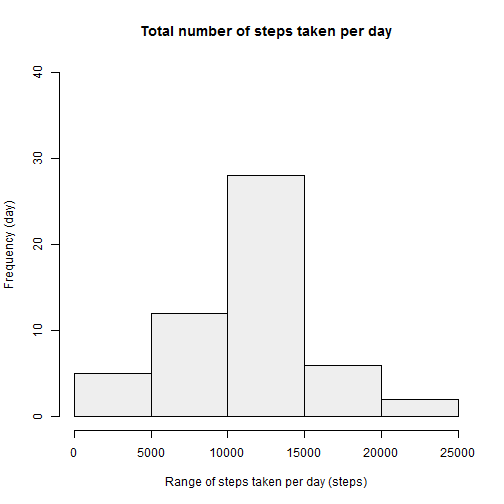 Total number of steps taken per day
40
30
20
10
0
Frequency (day)
0 5000 10000 15000 20000 25000
Range of steps taken per day (steps)